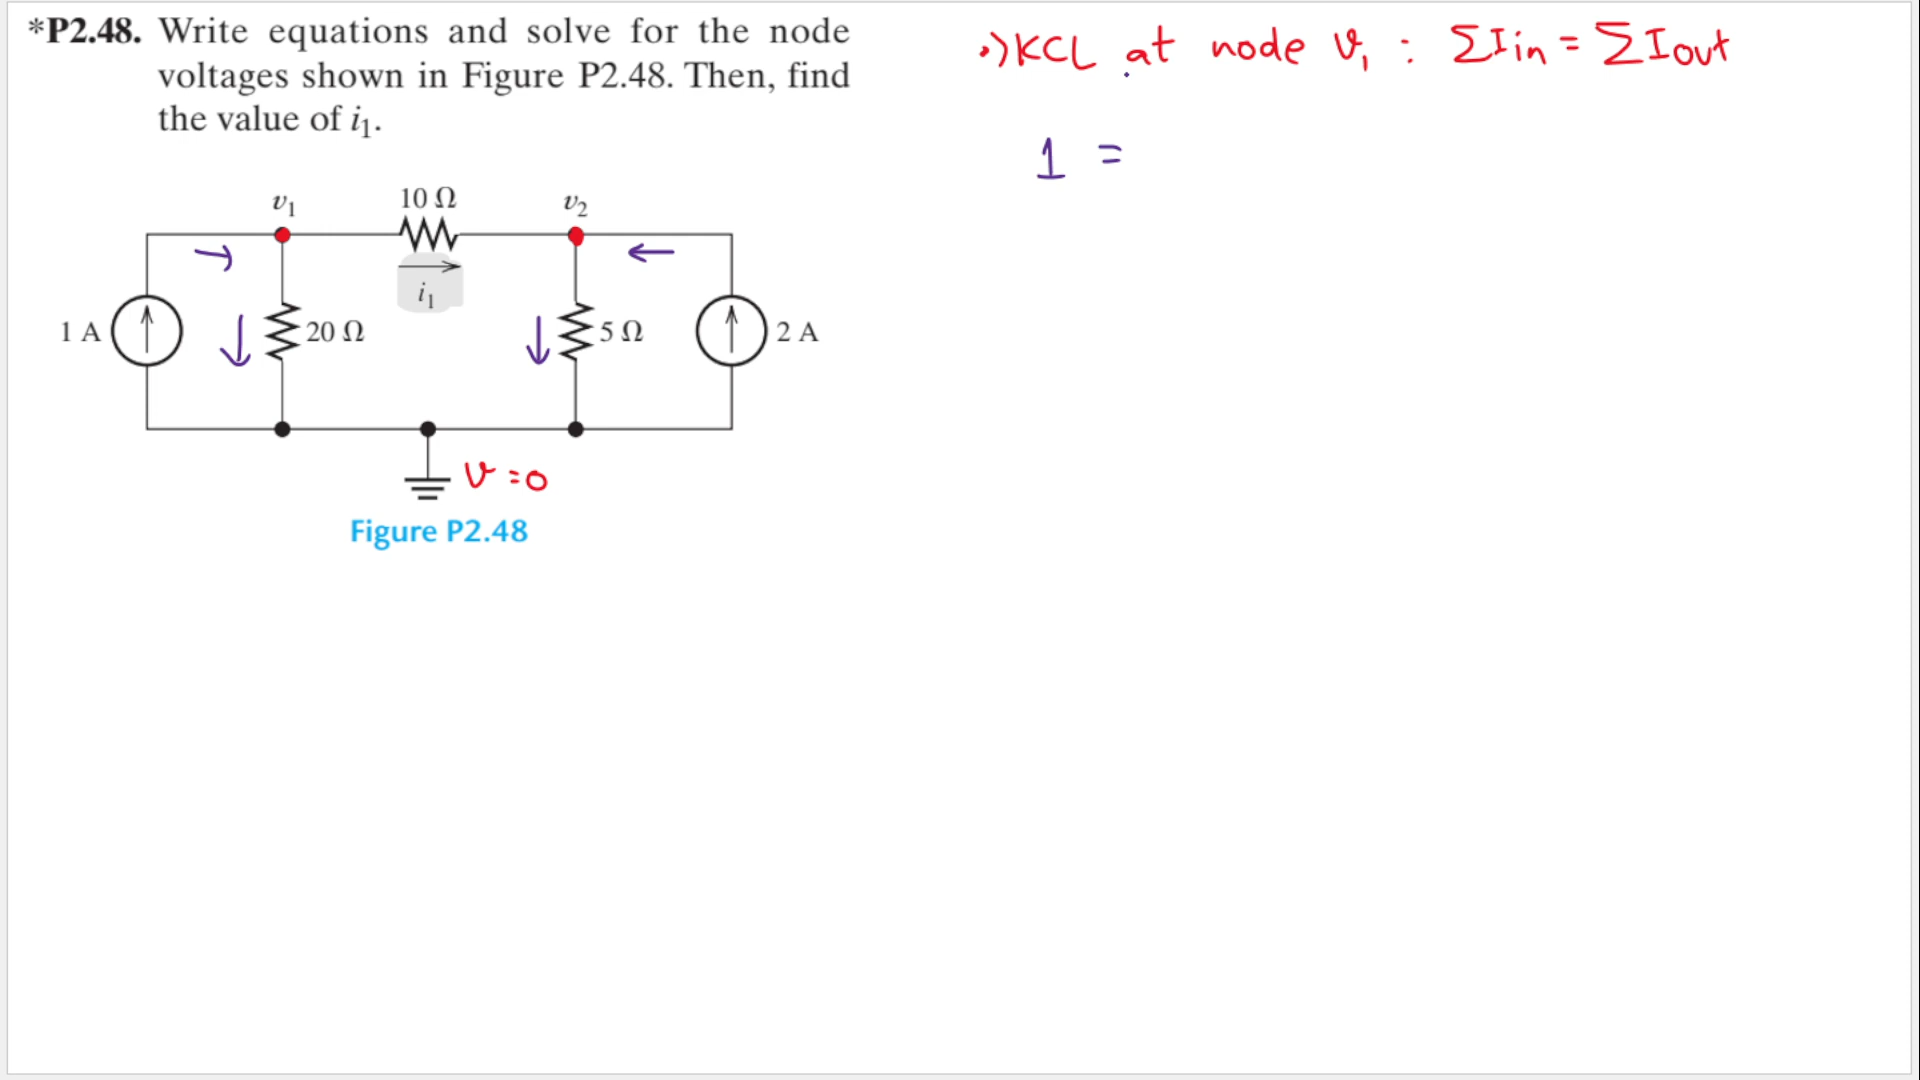 *P2.48. Write equations and solve for the node
voltages shown in Figure P2.48. Then, find
the value of i₁.
•) KCL at node v₁ : ΣIin = ΣIout
1 =
v₁
10 Ω
v₂
i₁
1 A
20 Ω
5 Ω
2 A
v = 0
Figure P2.48